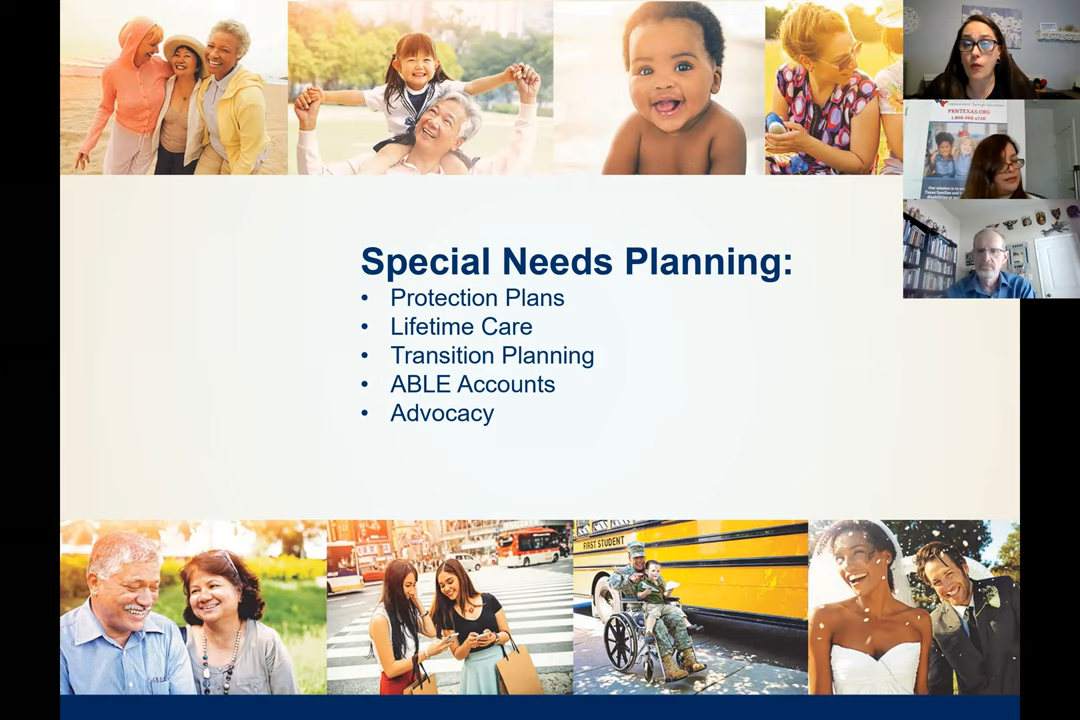 PRNTEXAS.ORG
Special Needs Planning:
• Protection Plans
• Lifetime Care
• Transition Planning
• ABLE Accounts
• Advocacy
FIRST STUDENT